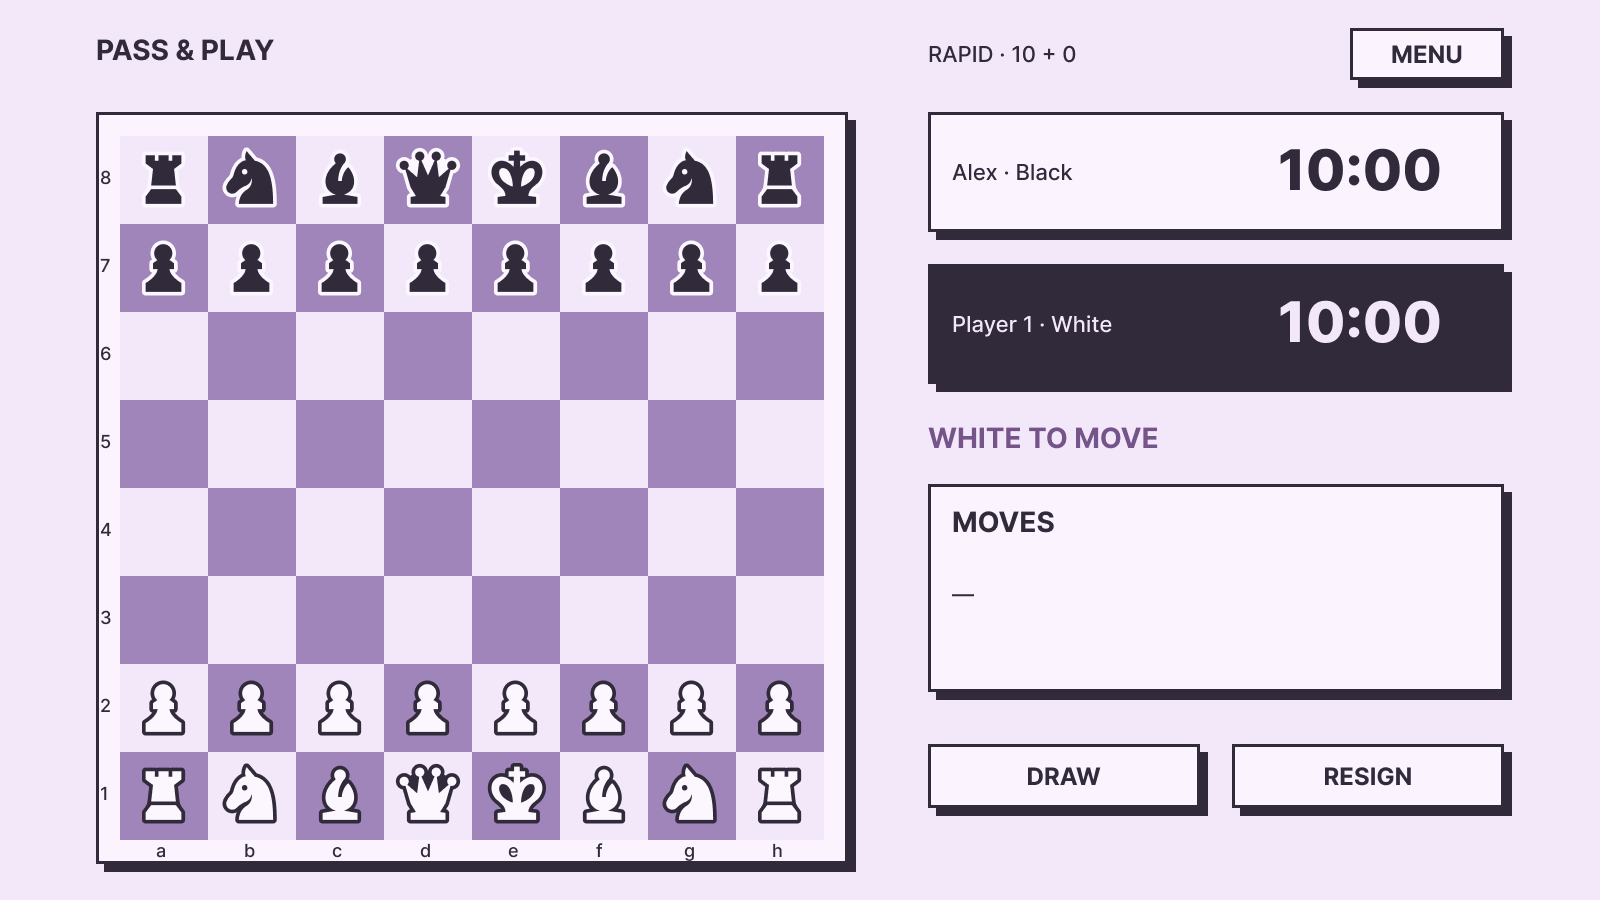 PASS & PLAY
RAPID · 10 + 0
MENU
8
7
6
5
4
3
2
1
a b c d e f g h
Alex · Black
10:00
Player 1 · White
10:00
WHITE TO MOVE
MOVES
—
DRAW
RESIGN